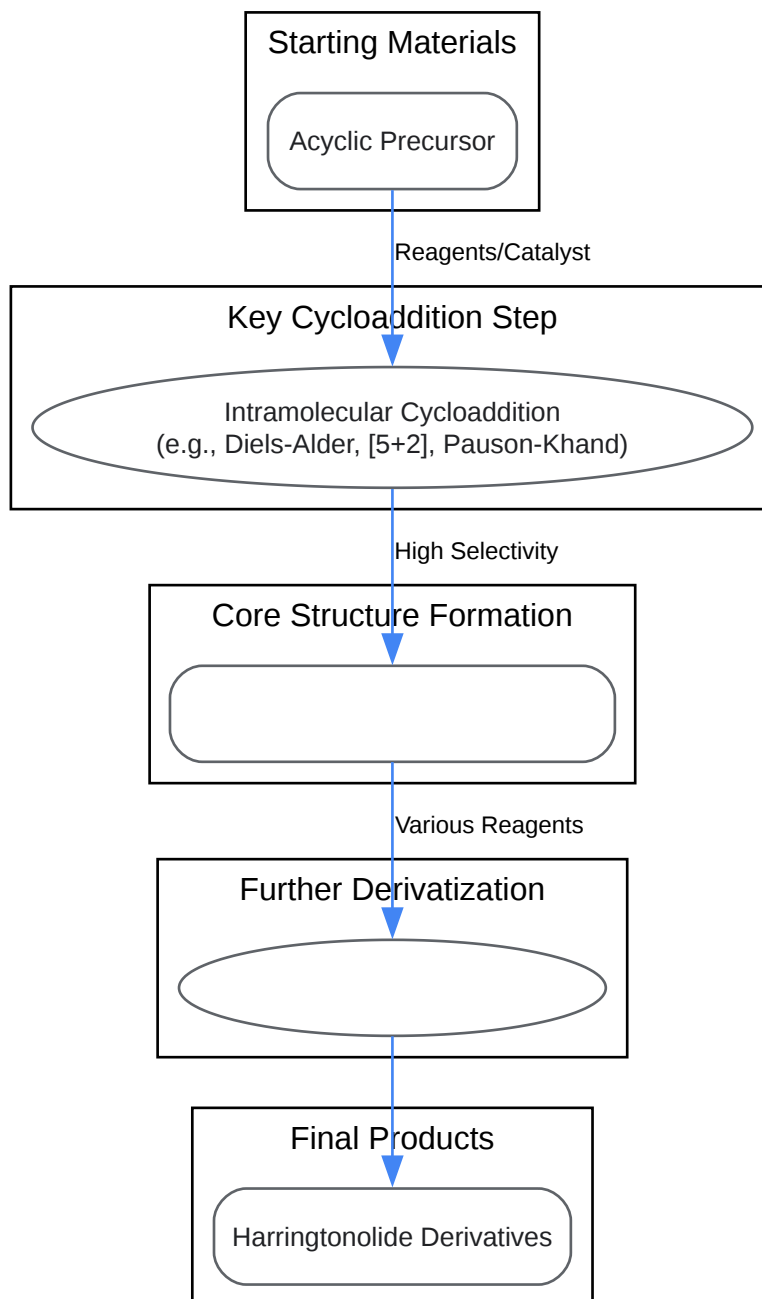 Starting Materials
Acyclic Precursor
Reagents/Catalyst
Key Cycloaddition Step
Intramolecular Cycloaddition
(e.g., Diels-Alder, [5+2], Pauson-Khand)
High Selectivity
Core Structure Formation
Various Reagents
Further Derivatization
Final Products
Harringtonolide Derivatives